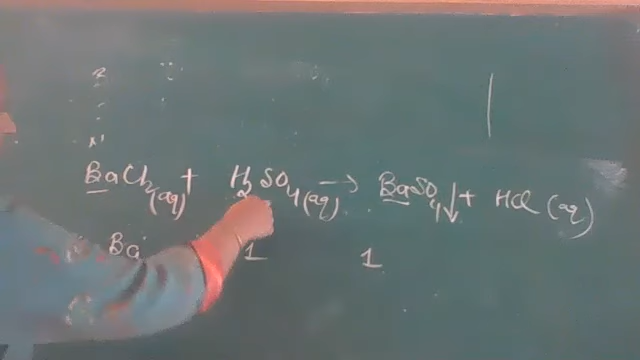 BaCl₂(aq) + H₂SO₄(aq) → BaSO₄↓ + HCl(aq)
Ba 1 1